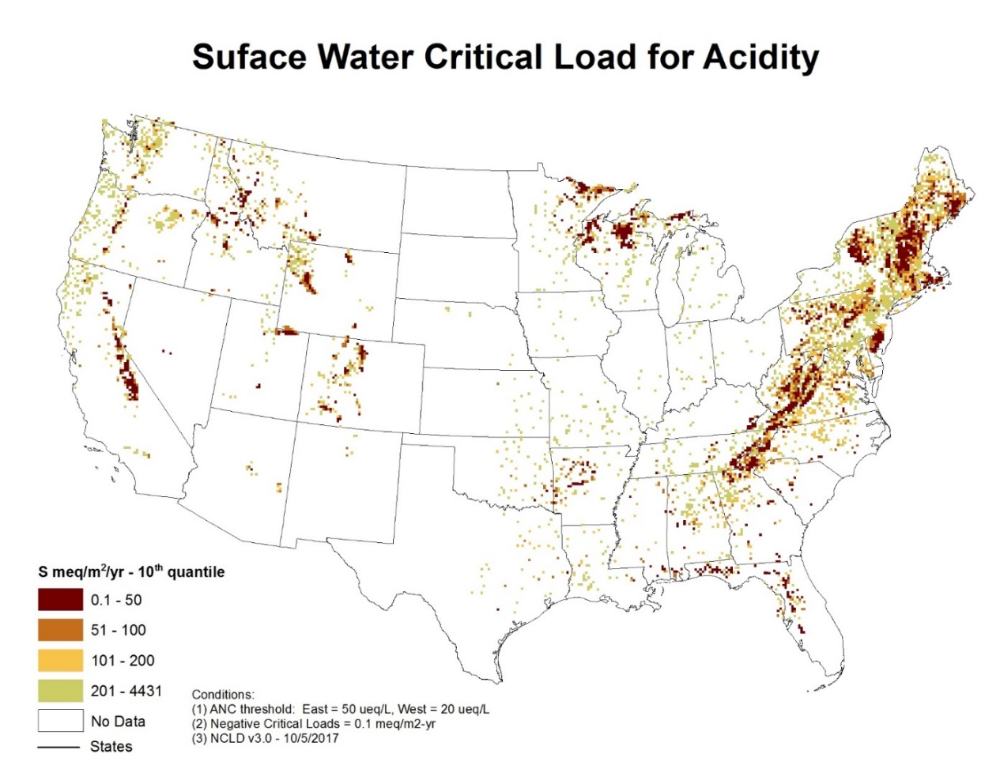 Suface Water Critical Load for Acidity
S meq/m²/yr - 10ᵗʰ quantile
0.1 - 50
51 - 100
101 - 200
201 - 4431
No Data
States
Conditions:
(1) ANC threshold:  East = 50 ueq/L, West = 20 ueq/L
(2) Negative Critical Loads = 0.1 meq/m2-yr
(3) NCLD v3.0 - 10/5/2017